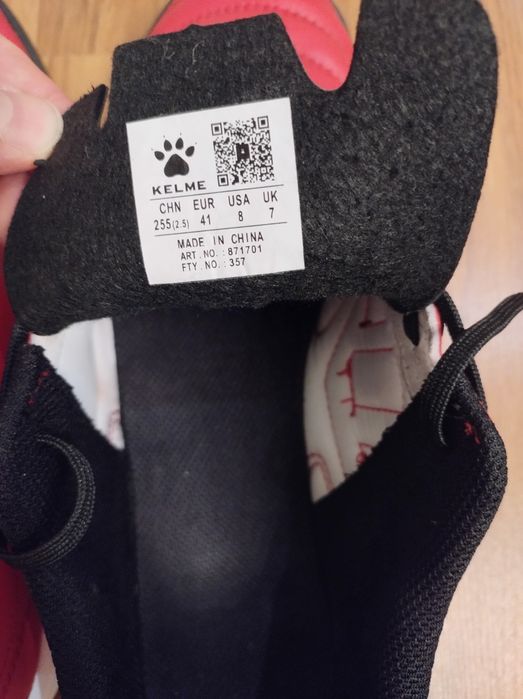 KELME
CHN EUR USA UK
255(2.5) 41 8 7
MADE IN CHINA
ART.NO.:871701
FTY.NO.:357